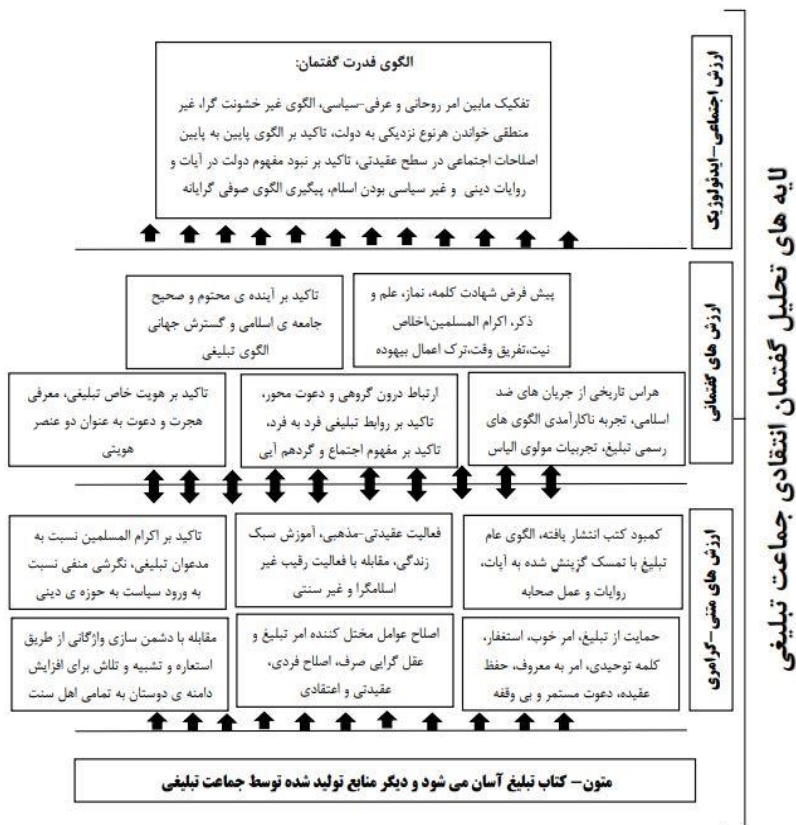 لایه های تحلیل گفتمان انتقادی جماعت تبلیغی
ارزش اجتماعی-ایدئولوژیک
الگوی قدرت گفتمان:
تفکیک مابین امر روحانی و عرفی-سیاسی، الگوی غیر خشونت گرا، غیر
منطقی خواندن هرنوع نزدیکی به دولت، تاکید بر الگوی پایین به پایین
اصلاحات اجتماعی در سطح عقیدتی، تاکید بر نبود مفهوم دولت در آیات و
روایات دینی و غیر سیاسی بودن اسلام، پیگیری الگوی صوفی گرایانه
ارزش های گفتمانی
پیش فرض شهادت کلمه، نماز، علم و
ذکر، اکرام المسلمین،اخلاص
نیت،تفریق وقت،ترک اعمال بیهوده
تاکید بر آینده ی محتوم و صحیح
جامعه ی اسلامی و گسترش جهانی
الگوی تبلیغی
هراس تاریخی از جریان های ضد
اسلامی، تجربه ناکارآمدی الگوی های
رسمی تبلیغ، تجربیات مولوی الیاس
ارتباط درون گروهی و دعوت محور،
تاکید بر روابط تبلیغی فرد به فرد،
تاکید بر مفهوم اجتماع و گردهم آیی
تاکید بر هویت خاص تبلیغی، معرفی
هجرت و دعوت به عنوان دو عنصر
هویتی
ارزش های متنی-گرامری
کمبود کتب انتشار یافته، الگوی عام
تبلیغ با تمسک گزینش شده به آیات،
روایات و عمل صحابه
فعالیت عقیدتی-مذهبی، آموزش سبک
زندگی، مقابله با فعالیت رقیب غیر
اسلامگرا و غیر سنتی
تاکید بر اکرام المسلمین نسبت به
مدعوان تبلیغی، نگرشی منفی نسبت
به ورود سیاست به حوزه ی دینی
حمایت از تبلیغ، امر خوب، استغفار،
کلمه توحیدی، امر به معروف، حفظ
عقیده، دعوت مستمر و بی وقفه
اصلاح عوامل مختل کننده امر تبلیغ و
عقل گرایی صرف، اصلاح فردی،
عقیدتی و اعتقادی
مقابله با دشمن سازی واژگانی از طریق
استعاره و تشبیه و تلاش برای افزایش
دامنه ی دوستان به تمامی اهل سنت
متون- کتاب تبلیغ آسان می شود و دیگر منابع تولید شده توسط جماعت تبلیغی